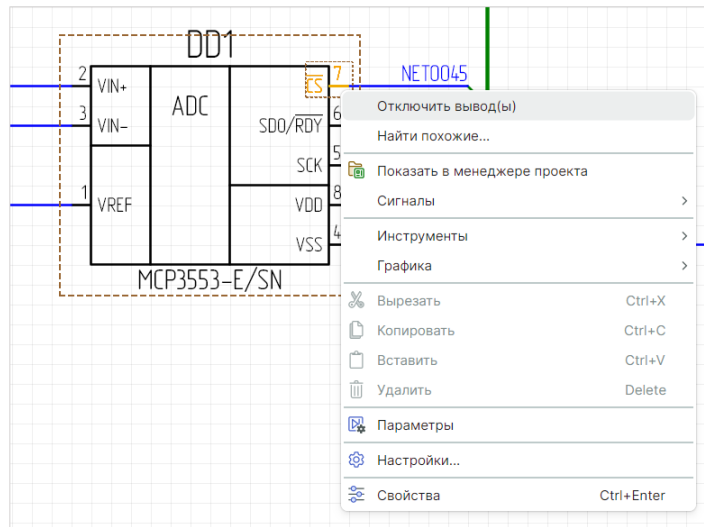 DD1
2
VIN+
ADC
CS
7
NET0045
3
VIN-
SDO/RDY
6
SCK
5
1
VREF
VDD
8
VSS
4
MCP3553-E/SN
Отключить вывод(ы)
Найти похожие...
Показать в менеджере проекта
Сигналы
Инструменты
Графика
Вырезать Ctrl+X
Копировать Ctrl+C
Вставить Ctrl+V
Удалить Delete
Параметры
Настройки...
Свойства Ctrl+Enter